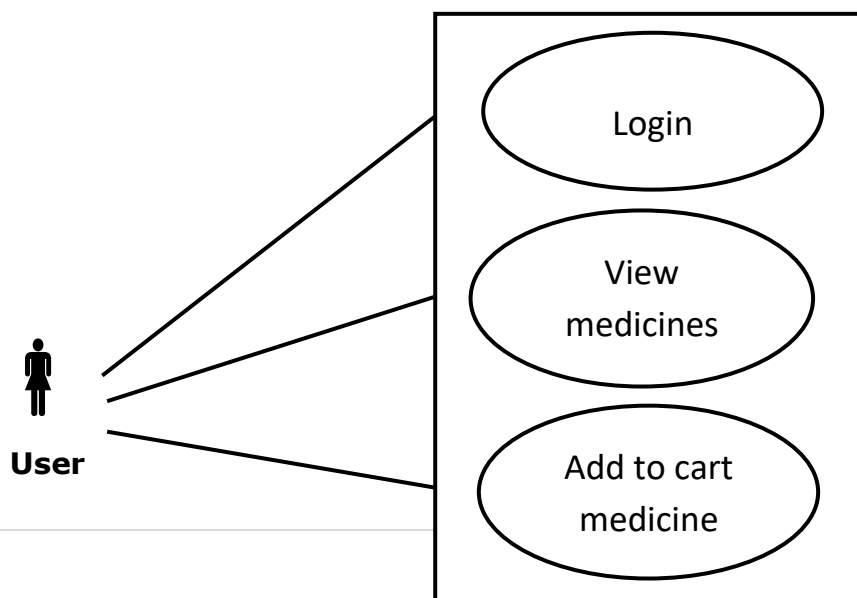 Login
View
medicines
User
Add to cart
medicine